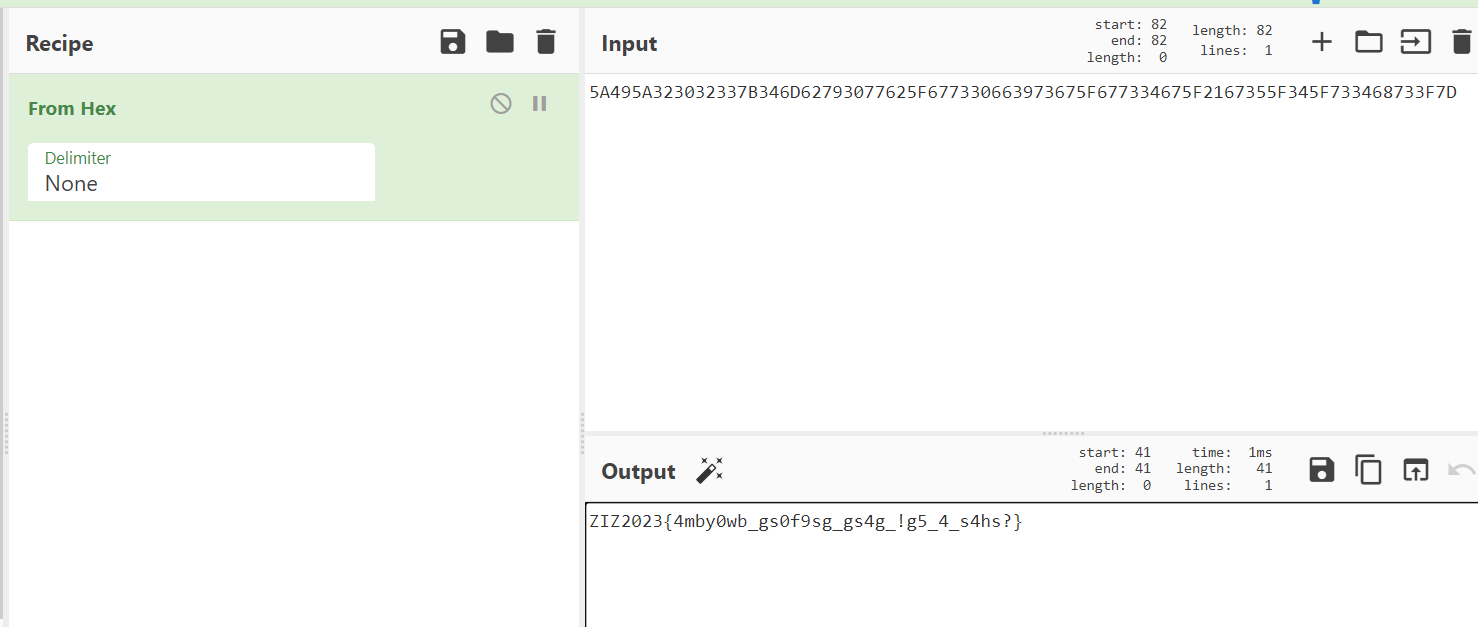 Recipe
From Hex
Delimiter
None
Input
start: 82
end: 82
length: 0
length: 82
lines: 1
5A495A323032337B346D62793077625F677330663973675F677334675F2167355F345F733468733F7D
Output
start: 41
end: 41
length: 0
time: 1ms
length: 41
lines: 1
ZIZ2023{4mby0wb_gs0f9sg_gs4g_!g5_4_s4hs?}